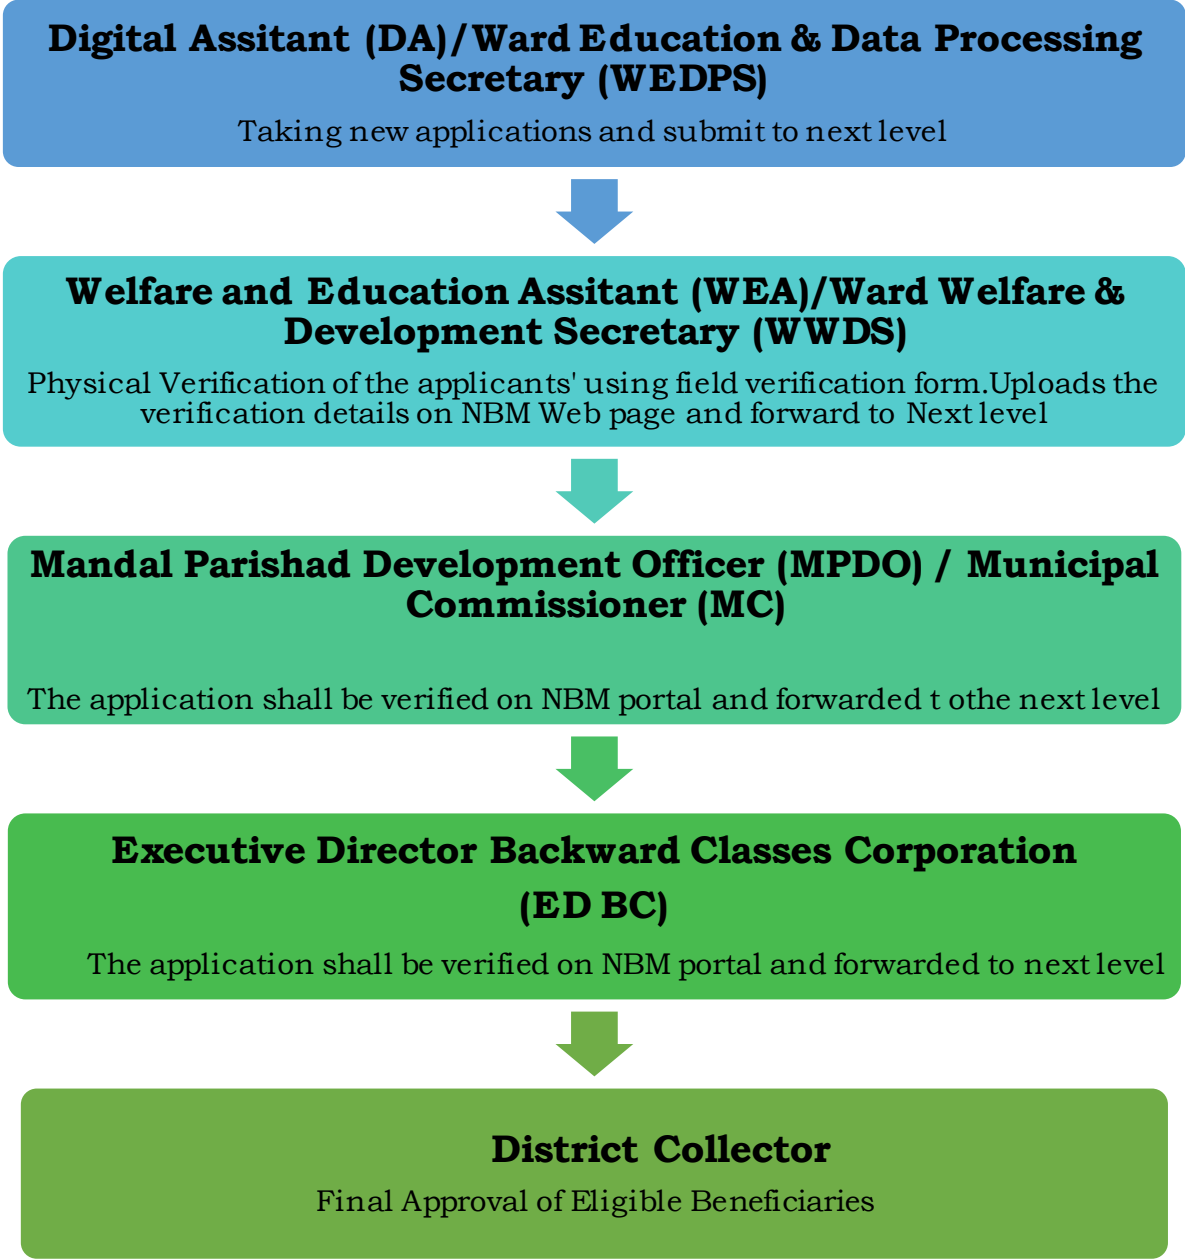 Digital Assitant (DA)/Ward Education & Data Processing
Secretary (WEDPS)
Taking new applications and submit to next level
Welfare and Education Assitant (WEA)/Ward Welfare &
Development Secretary (WWDS)
Physical Verification of the applicants' using field verification form.Uploads the
verification details on NBM Web page and forward to Next level
Mandal Parishad Development Officer (MPDO) / Municipal
Commissioner (MC)
The application shall be verified on NBM portal and forwarded t othe next level
Executive Director Backward Classes Corporation
(ED BC)
The application shall be verified on NBM portal and forwarded to next level
District Collector
Final Approval of Eligible Beneficiaries